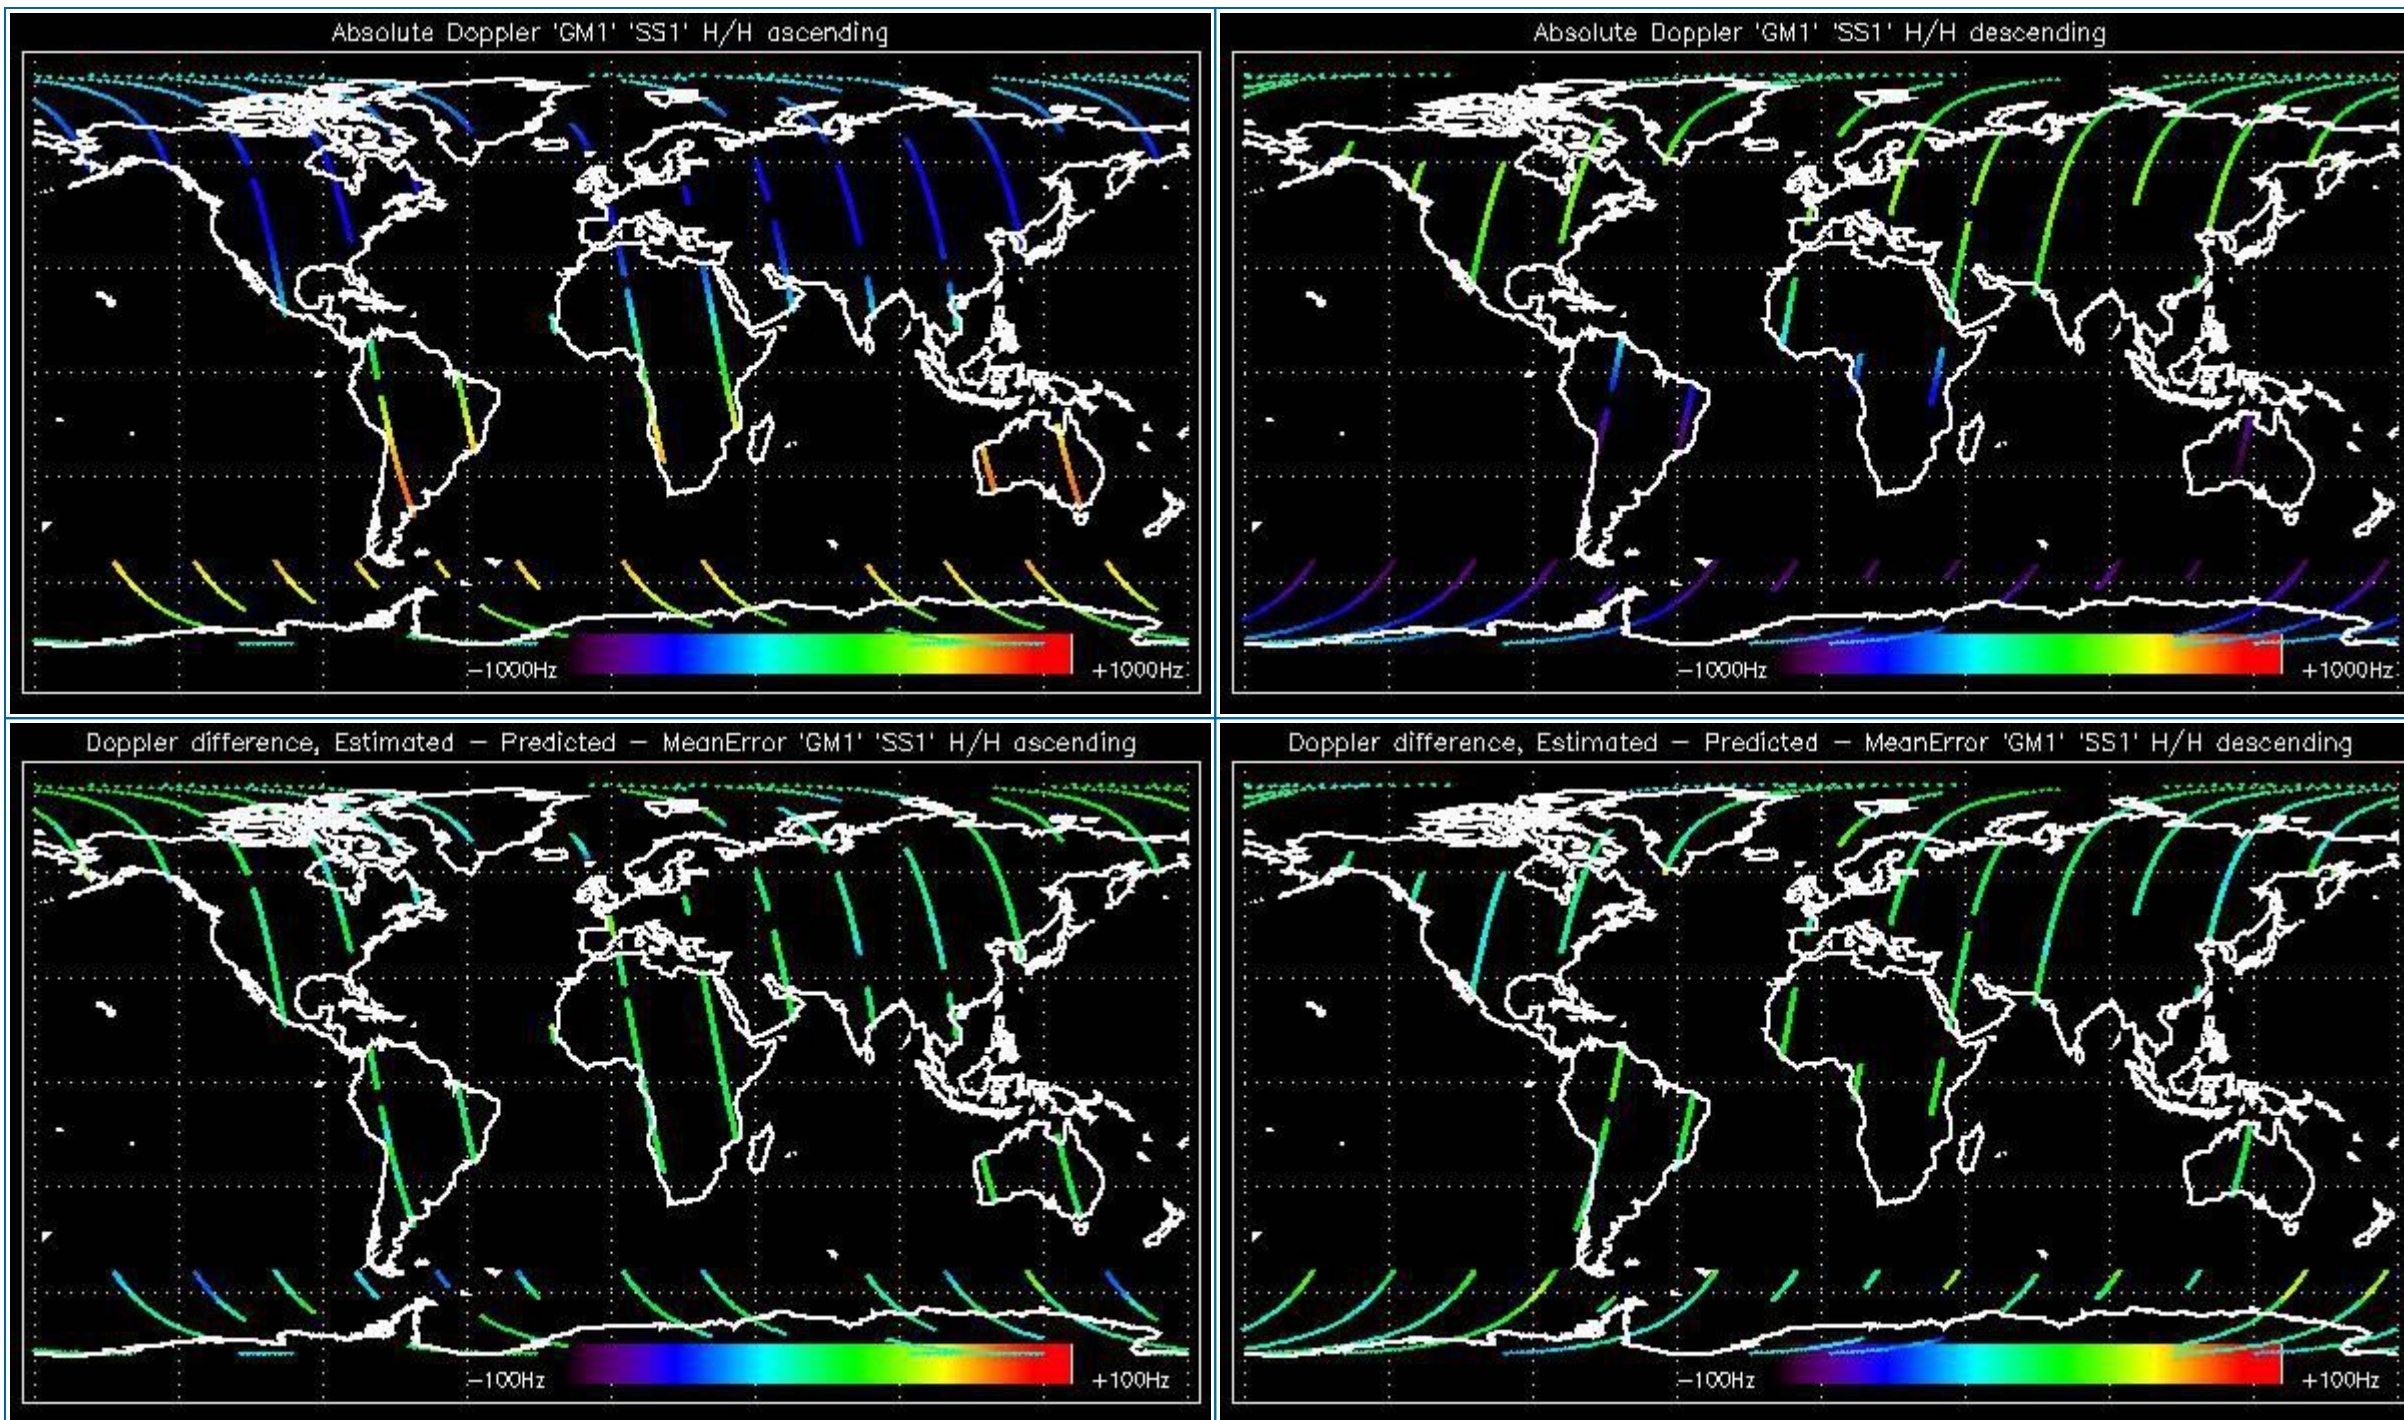 Absolute Doppler 'GM1' 'SS1' H/H ascending
-1000Hz
+1000Hz
Absolute Doppler 'GM1' 'SS1' H/H descending
-1000Hz
+1000Hz
Doppler difference, Estimated - Predicted - MeanError 'GM1' 'SS1' H/H ascending
-100Hz
+100Hz
Doppler difference, Estimated - Predicted - MeanError 'GM1' 'SS1' H/H descending
-100Hz
+100Hz